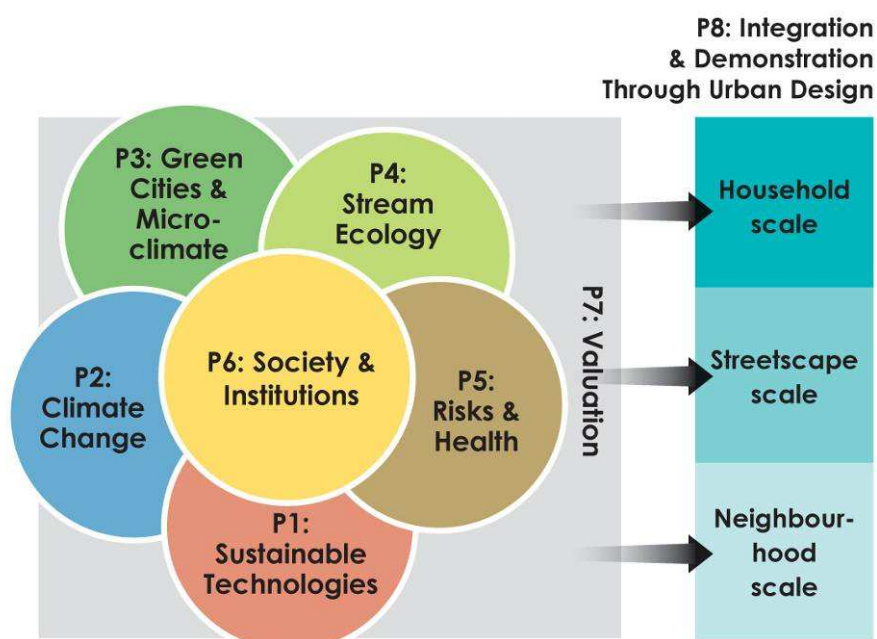 P8: Integration
& Demonstration
Through Urban Design
P3: Green
Cities &
Micro-
climate
P4:
Stream
Ecology
Household
scale
P7: Valuation
P6: Society &
Institutions
P2:
Climate
Change
P5:
Risks &
Health
Streetscape
scale
P1:
Sustainable
Technologies
Neighbour-
hood
scale